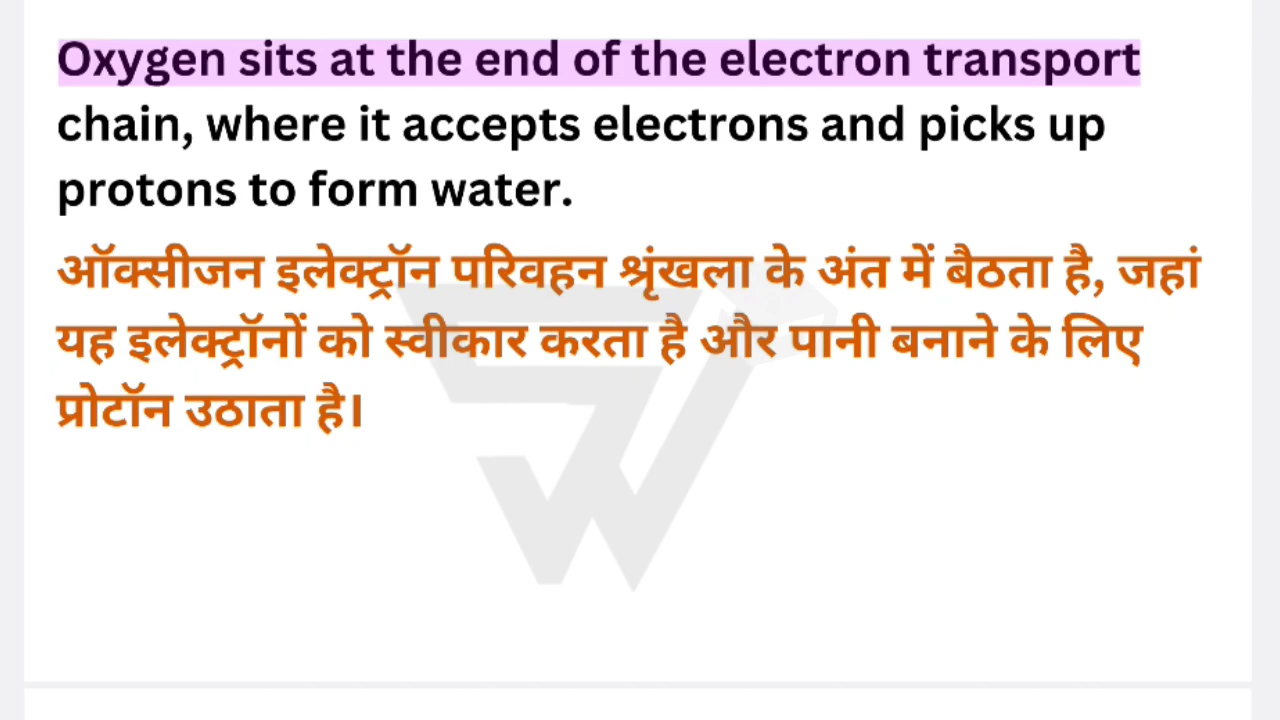 Oxygen sits at the end of the electron transport
chain, where it accepts electrons and picks up
protons to form water.
ऑक्सीजन इलेक्ट्रॉन परिवहन श्रृंखला के अंत में बैठता है, जहां
यह इलेक्ट्रॉनों को स्वीकार करता है और पानी बनाने के लिए
प्रोटॉन उठाता है।